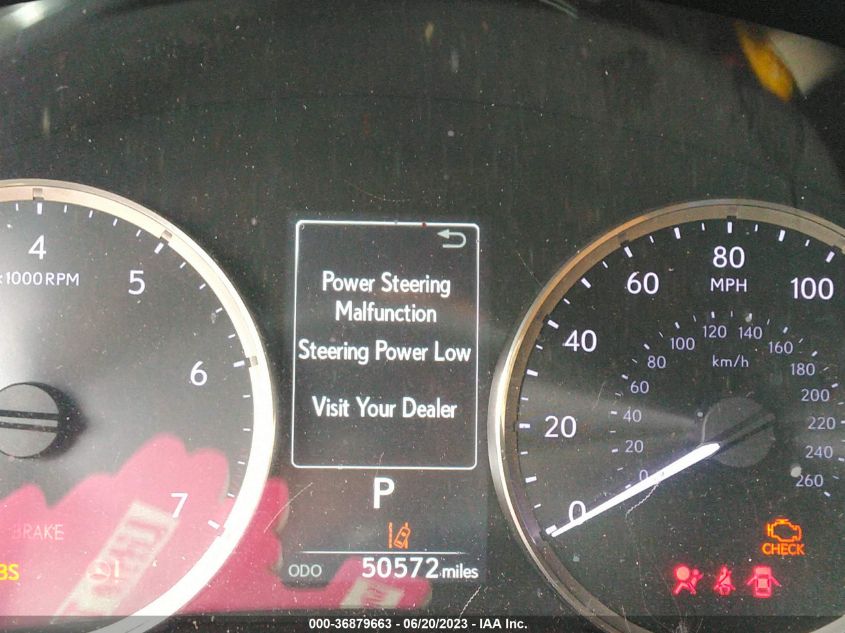 4
×1000 RPM
5
6
7
BRAKE
BS
Power Steering
Malfunction
Steering Power Low
Visit Your Dealer
P
ODO 50572 miles
0
20
40
60
80
100
MPH
km/h
0
20
40
60
80
100
120
140
160
180
200
220
240
260
CHECK
000-36879663 - 06/20/2023 - IAA Inc.